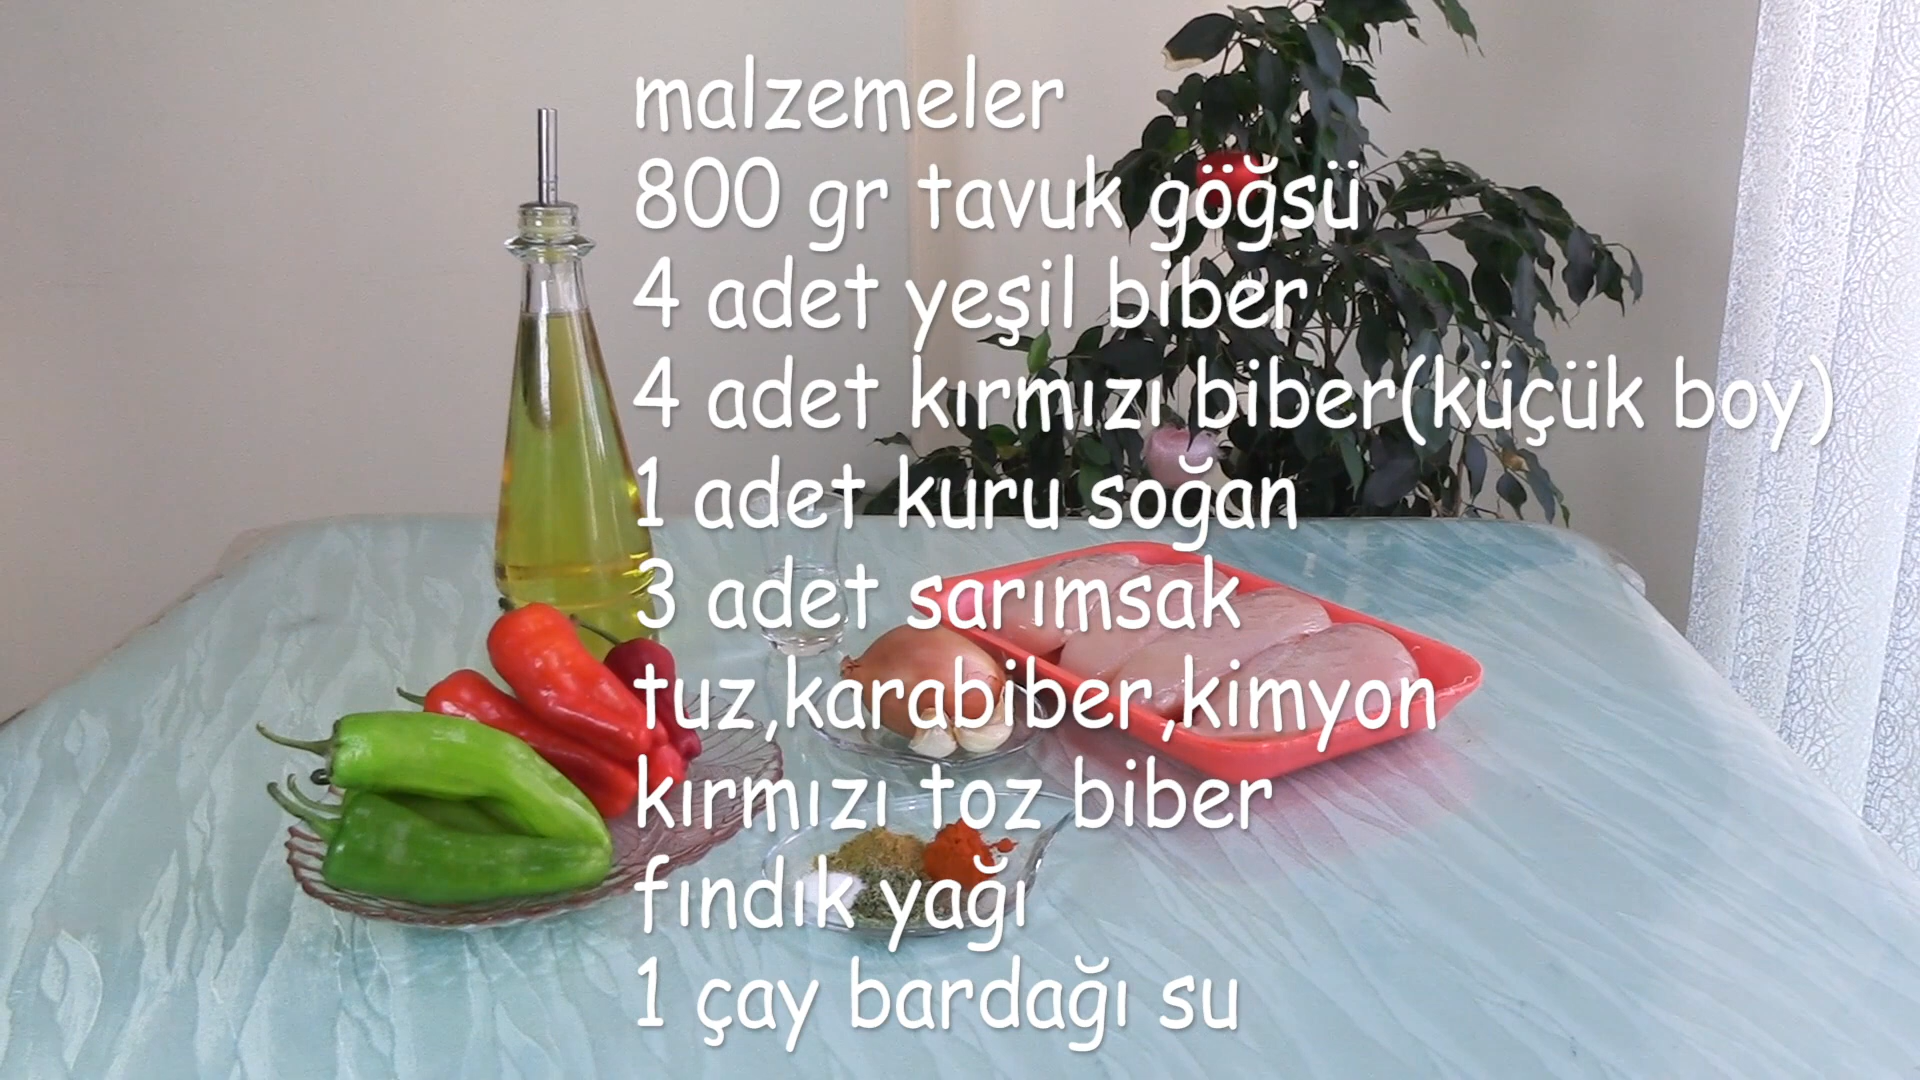 malzemeler
800 gr tavuk göğsü
4 adet yeşil biber
4 adet kırmızı biber(küçük boy)
1 adet kuru soğan
3 adet sarımsak
tuz,karabiber,kimyon
kırmızı toz biber
fındık yağı
1 çay bardağı su